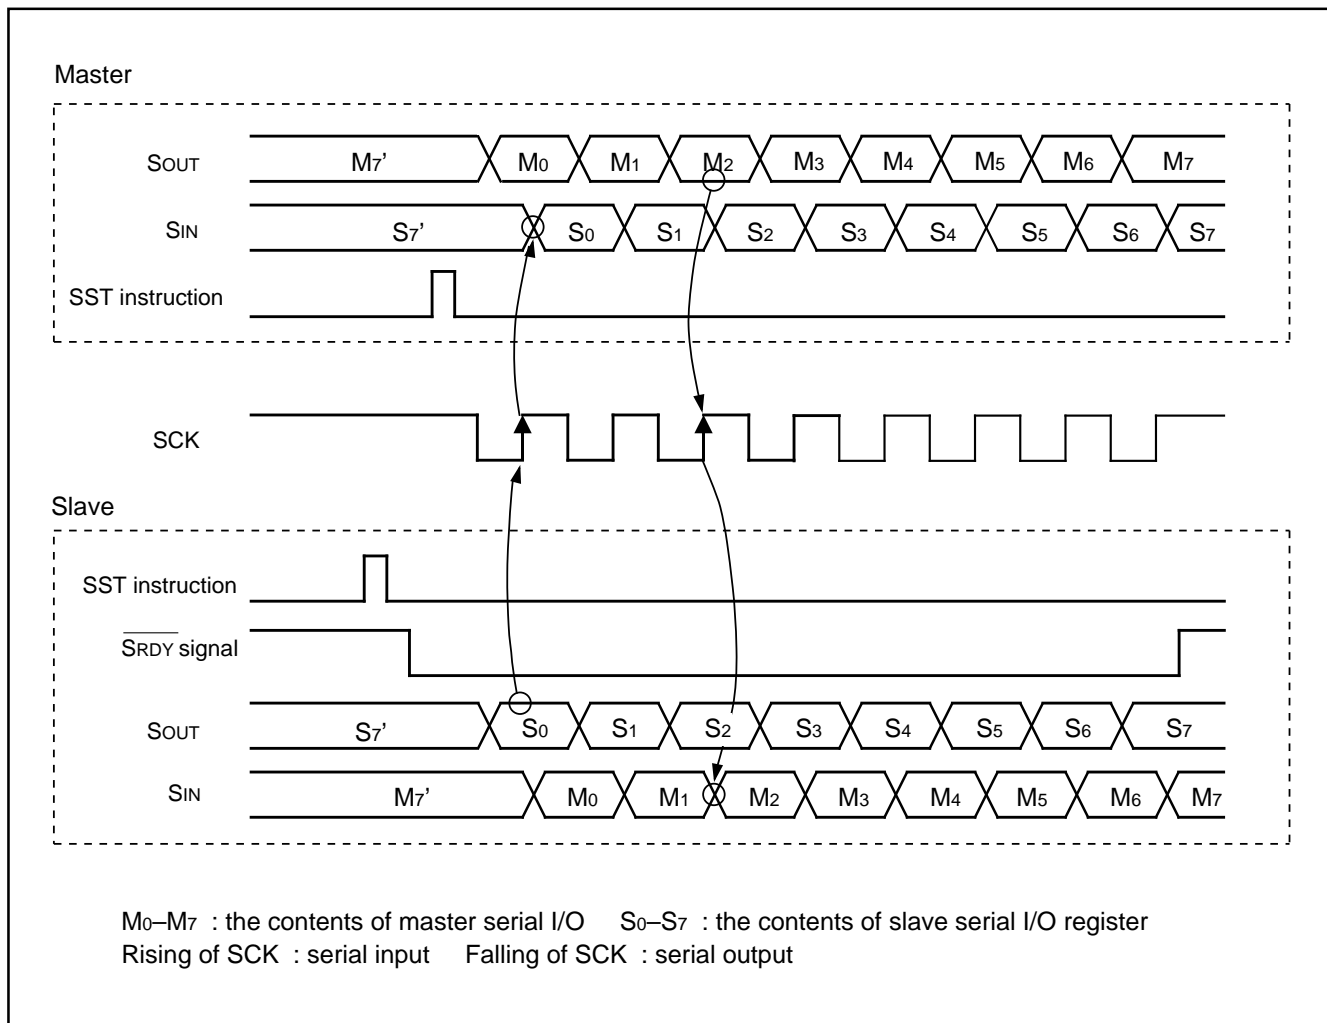 Master
SOUT M7’ M0 M1 M2 M3 M4 M5 M6 M7
SIN S7’ S0 S1 S2 S3 S4 S5 S6 S7
SST instruction
SCK
Slave
SST instruction
SRDY signal
SOUT S7’ S0 S1 S2 S3 S4 S5 S6 S7
SIN M7’ M0 M1 M2 M3 M4 M5 M6 M7
M0–M7 : the contents of master serial I/O S0–S7 : the contents of slave serial I/O register
Rising of SCK : serial input Falling of SCK : serial output